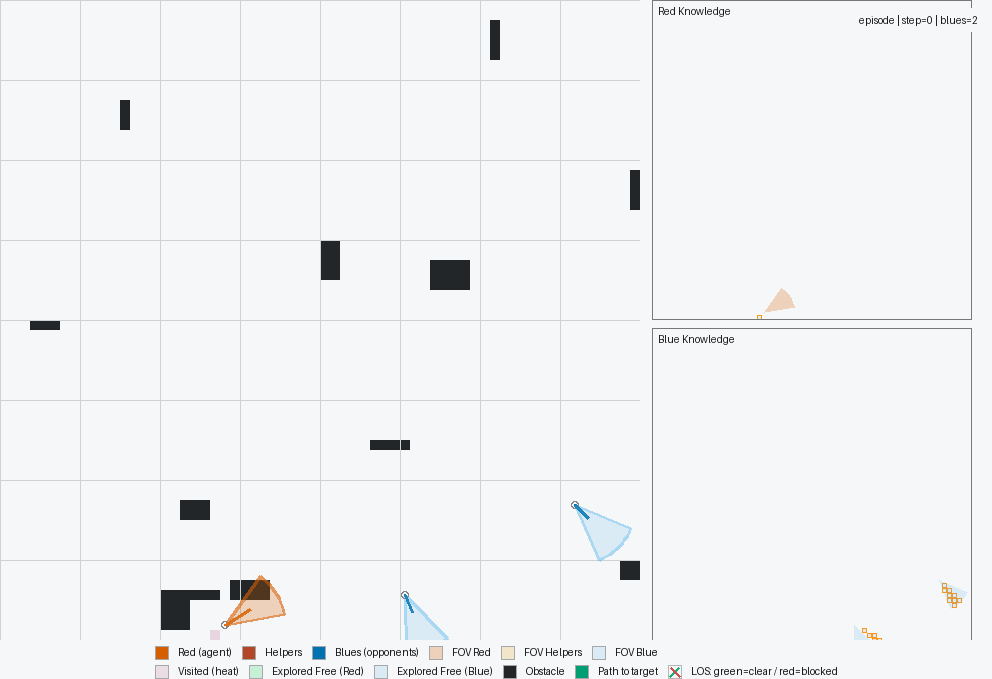 Red Knowledge
episode | step=0 | blues=2
Blue Knowledge
Red (agent) Helpers Blues (opponents) FOV Red FOV Helpers FOV Blue
Visited (heat) Explored Free (Red) Explored Free (Blue) Obstacle Path to target LOS: green=clear / red=blocked